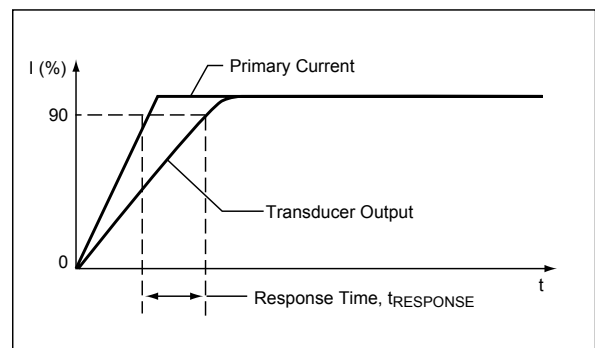 I (%)
Primary Current
90
Transducer Output
0
t
Response Time, tRESPONSE